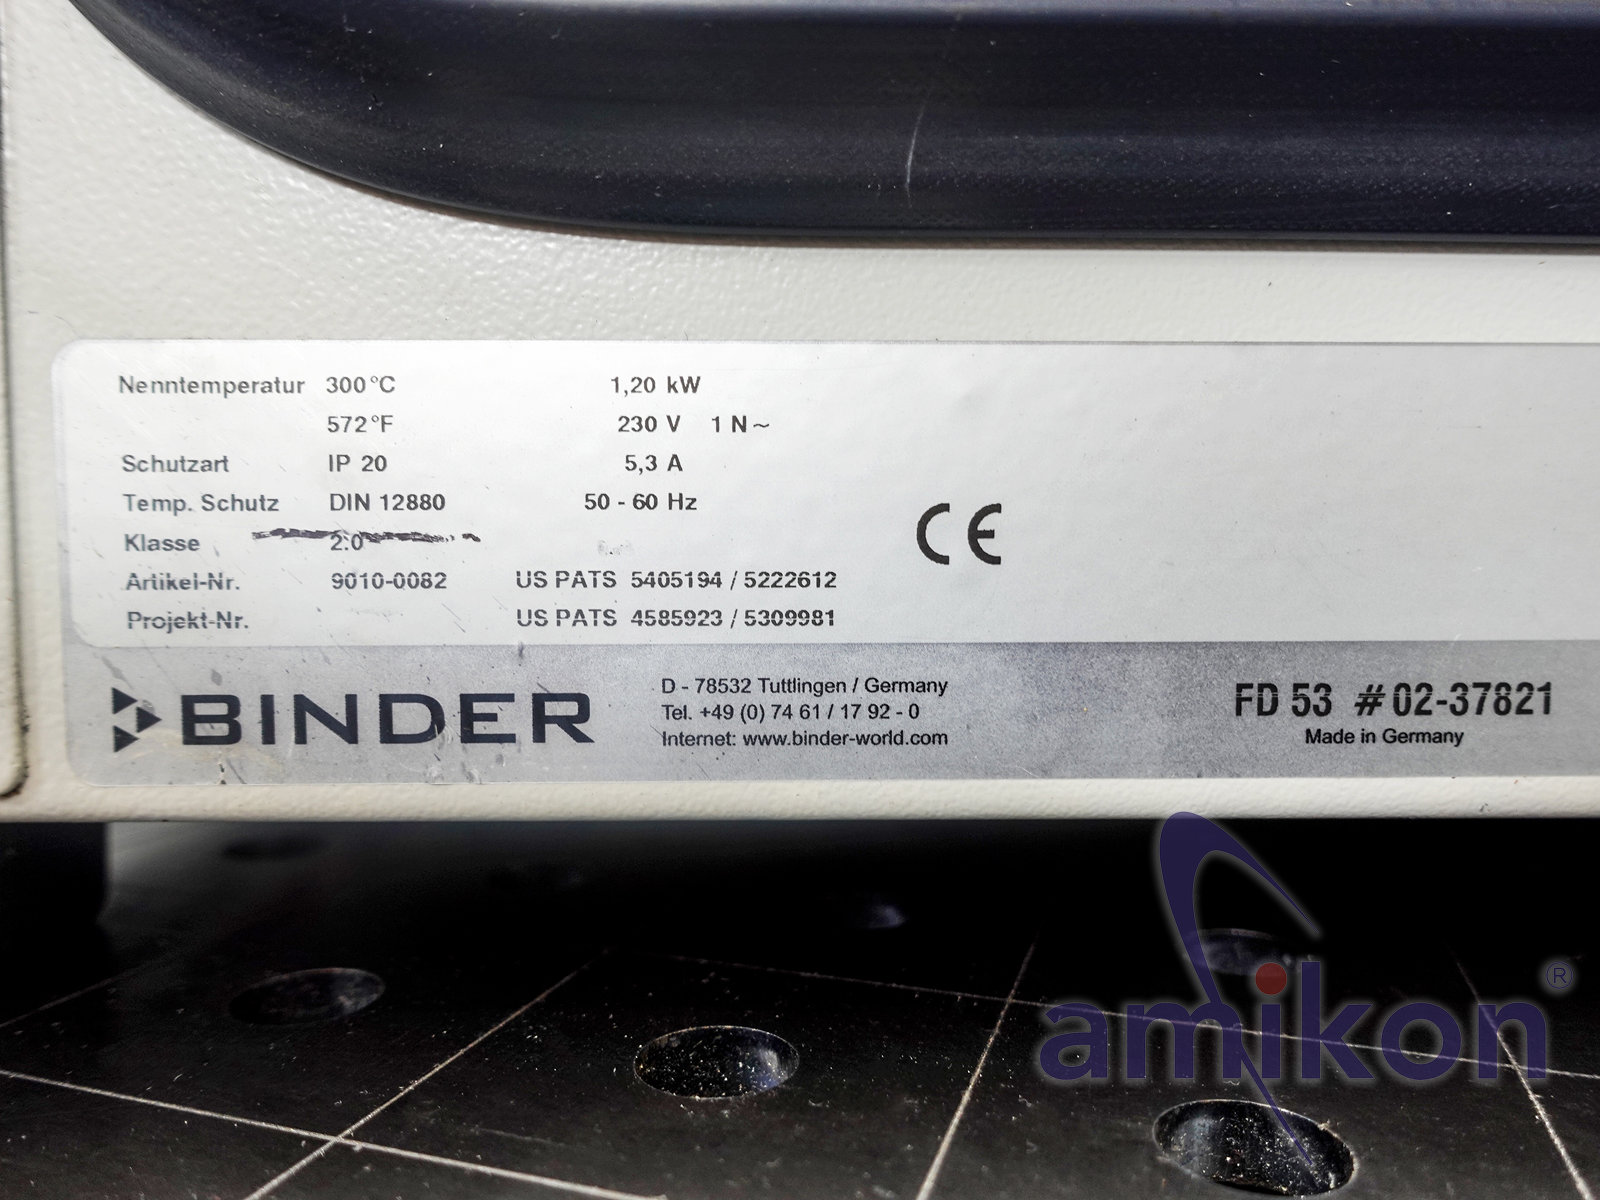 Nenntemperatur 300°C 1,20 kW
572°F 230 V 1 N~
Schutzart IP 20 5,3 A
Temp. Schutz DIN 12880 50 - 60 Hz
Klasse 2.0
CE
Artikel-Nr. 9010-0082 US PATS 5405194 / 5222612
Projekt-Nr. US PATS 4585923 / 5309981
BINDER
D - 78532 Tuttlingen / Germany
Tel. +49 (0) 74 61 / 17 92 - 0
Internet: www.binder-world.com
FD 53 # 02-37821
Made in Germany
amikon®